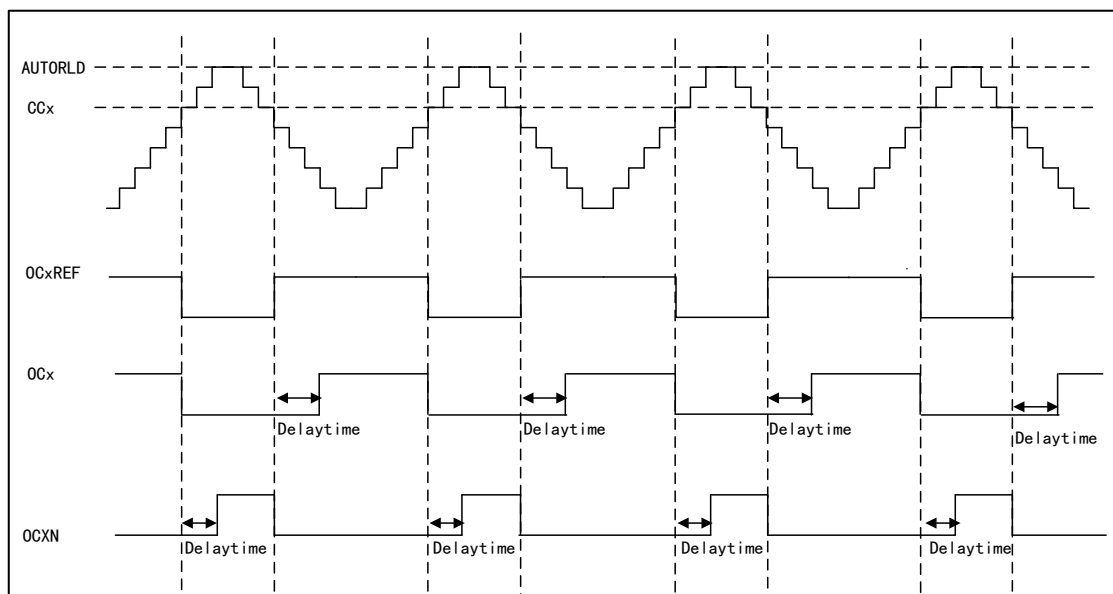 AUTORLD
CCx
OCxREF
OCx
Delaytime
Delaytime
Delaytime
Delaytime
OCXN
Delaytime
Delaytime
Delaytime
Delaytime